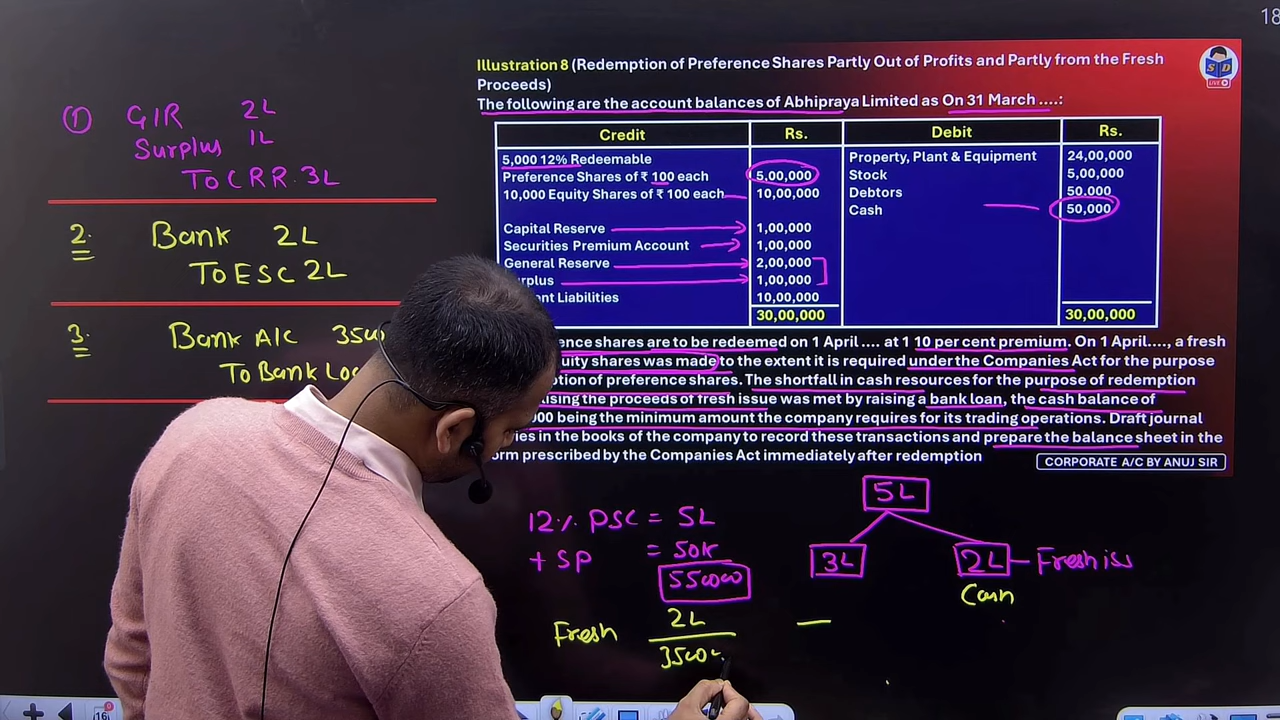 18
Illustration 8 (Redemption of Preference Shares Partly Out of Profits and Partly from the Fresh
Proceeds)
The following are the account balances of Abhipraya Limited as On 31 March ....:
SD
LIVE
Credit Rs. Debit Rs.
5,000 12% Redeemable Property, Plant & Equipment 24,00,000
Preference Shares of ₹ 100 each 5,00,000 Stock 5,00,000
10,000 Equity Shares of ₹ 100 each 10,00,000 Debtors 50,000
Cash 50,000
Capital Reserve 1,00,000
Securities Premium Account 1,00,000
General Reserve 2,00,000
rplus 1,00,000
ent Liabilities 10,00,000
30,00,000 30,00,000
ence shares are to be redeemed on 1 April .... at 1 10 per cent premium. On 1 April...., a fresh
uity shares was made to the extent it is required under the Companies Act for the purpose
ption of preference shares. The shortfall in cash resources for the purpose of redemption
ising the proceeds of fresh issue was met by raising a bank loan, the cash balance of
000 being the minimum amount the company requires for its trading operations. Draft journal
ries in the books of the company to record these transactions and prepare the balance sheet in the
orm prescribed by the Companies Act immediately after redemption
CORPORATE A/C BY ANUJ SIR
① G/R 2L
Surplus 1L
To CRR 3L
2. Bank 2L
To ESC 2L
3. Bank A/C 3500
To Bank Loa
12% PSC = 5L
+ SP = 50K
550000
Fresh 2L
3500
5L
3L 2L Fresh iss
Cash
16